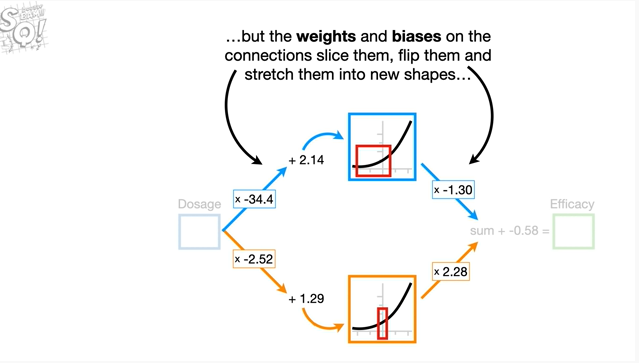 …but the weights and biases on the
connections slice them, flip them and
stretch them into new shapes…
+ 2.14
x -34.4
x -1.30
Dosage
Efficacy
sum + -0.58 =
x -2.52
x 2.28
+ 1.29